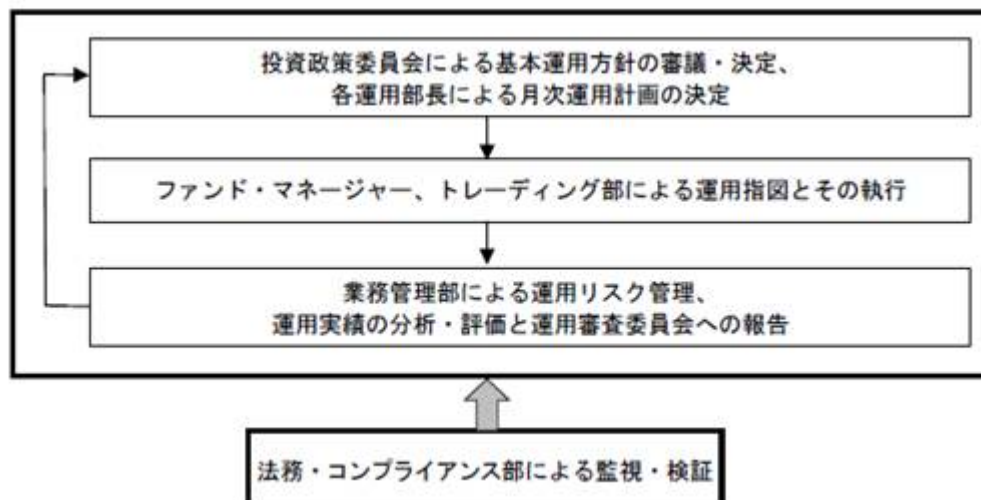 投資政策委員会による基本運用方針の審議・決定、
各運用部長による月次運用計画の決定
ファンド・マネージャー、トレーディング部による運用指図とその執行
業務管理部による運用リスク管理、
運用実績の分析・評価と運用審査委員会への報告
法務・コンプライアンス部による監視・検証